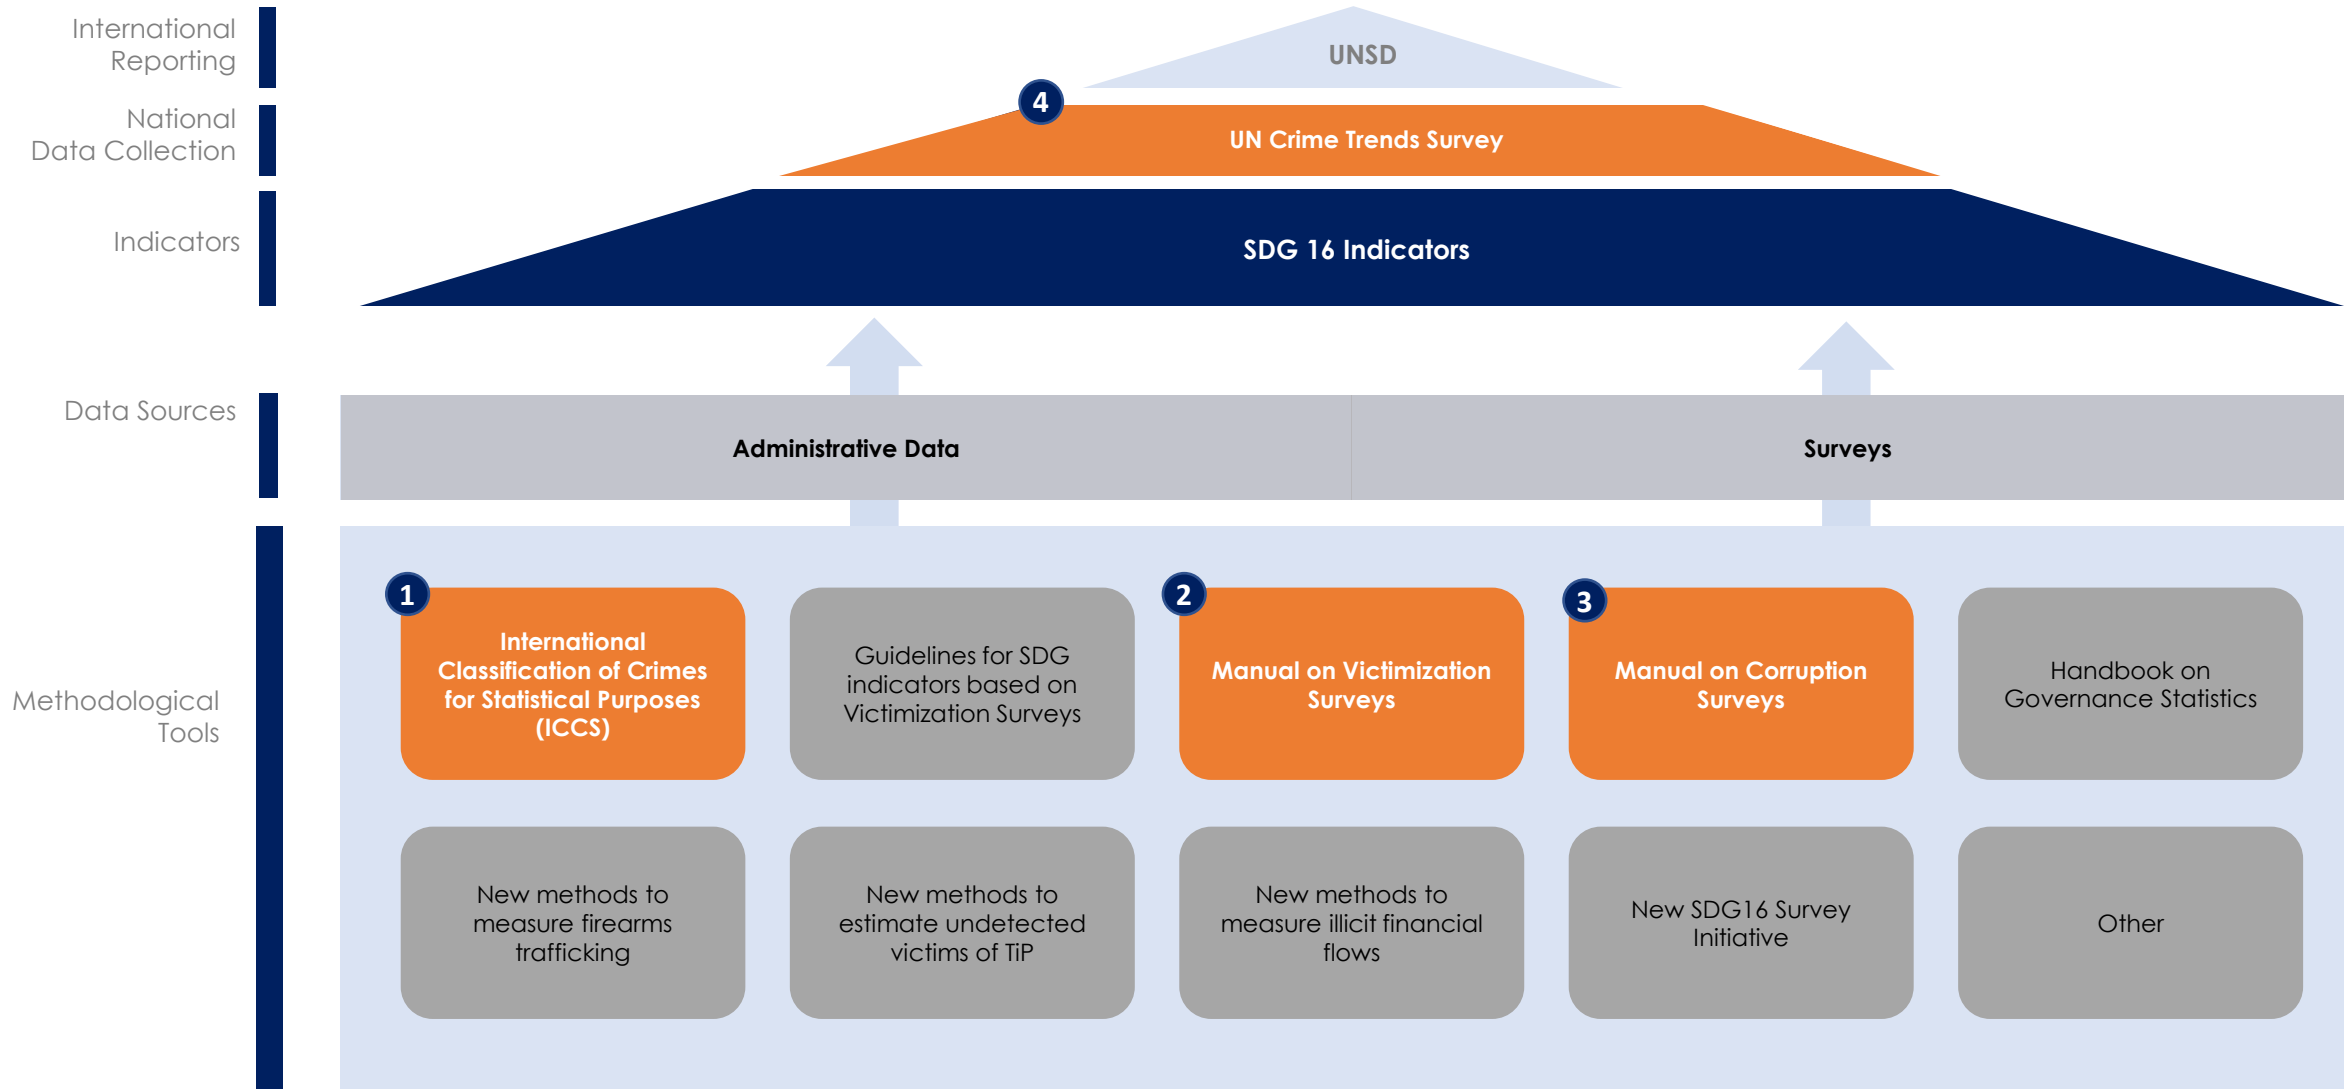 International
Reporting
UNSD
4
National
Data Collection
UN Crime Trends Survey
Indicators
SDG 16 Indicators
Data Sources
Administrative Data
Surveys
Methodological
Tools
1
International
Classification of Crimes
for Statistical Purposes
(ICCS)
Guidelines for SDG
indicators based on
Victimization Surveys
2
Manual on Victimization
Surveys
3
Manual on Corruption
Surveys
Handbook on
Governance Statistics
New methods to
measure firearms
trafficking
New methods to
estimate undetected
victims of TiP
New methods to
measure illicit financial
flows
New SDG16 Survey
Initiative
Other